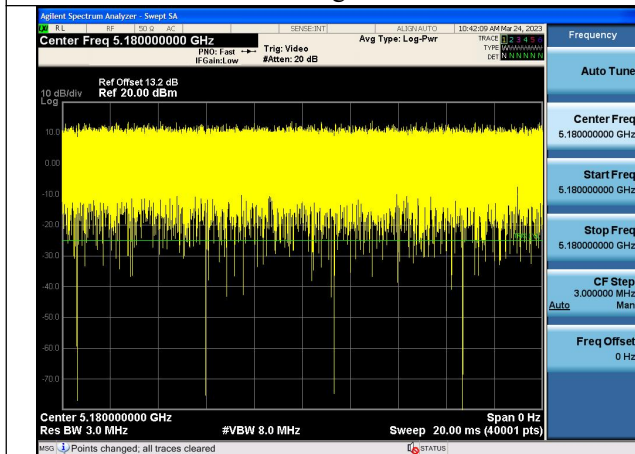 Agilent Spectrum Analyzer - Swept SA
RL RF 50 Ω AC SENSE:INT ALIGN AUTO 10:42:09 AM Mar 24, 2023
Center Freq 5.180000000 GHz
PNO: Fast
IFGain:Low
Trig: Video
#Atten: 20 dB
Avg Type: Log-Pwr
TRACE 1 2 3 4 5 6
TYPE
DET N N N N N N
Ref Offset 13.2 dB
10 dB/div Ref 20.00 dBm
Log
10.0
0.00
-10.0
-20.0
-30.0
-40.0
-50.0
-60.0
-70.0
Center 5.180000000 GHz Span 0 Hz
Res BW 3.0 MHz #VBW 8.0 MHz Sweep 20.00 ms (40001 pts)
MSG Points changed; all traces cleared STATUS
Frequency
Auto Tune
Center Freq
5.180000000 GHz
Start Freq
5.180000000 GHz
Stop Freq
5.180000000 GHz
CF Step
3.000000 MHz
Auto Man
Freq Offset
0 Hz